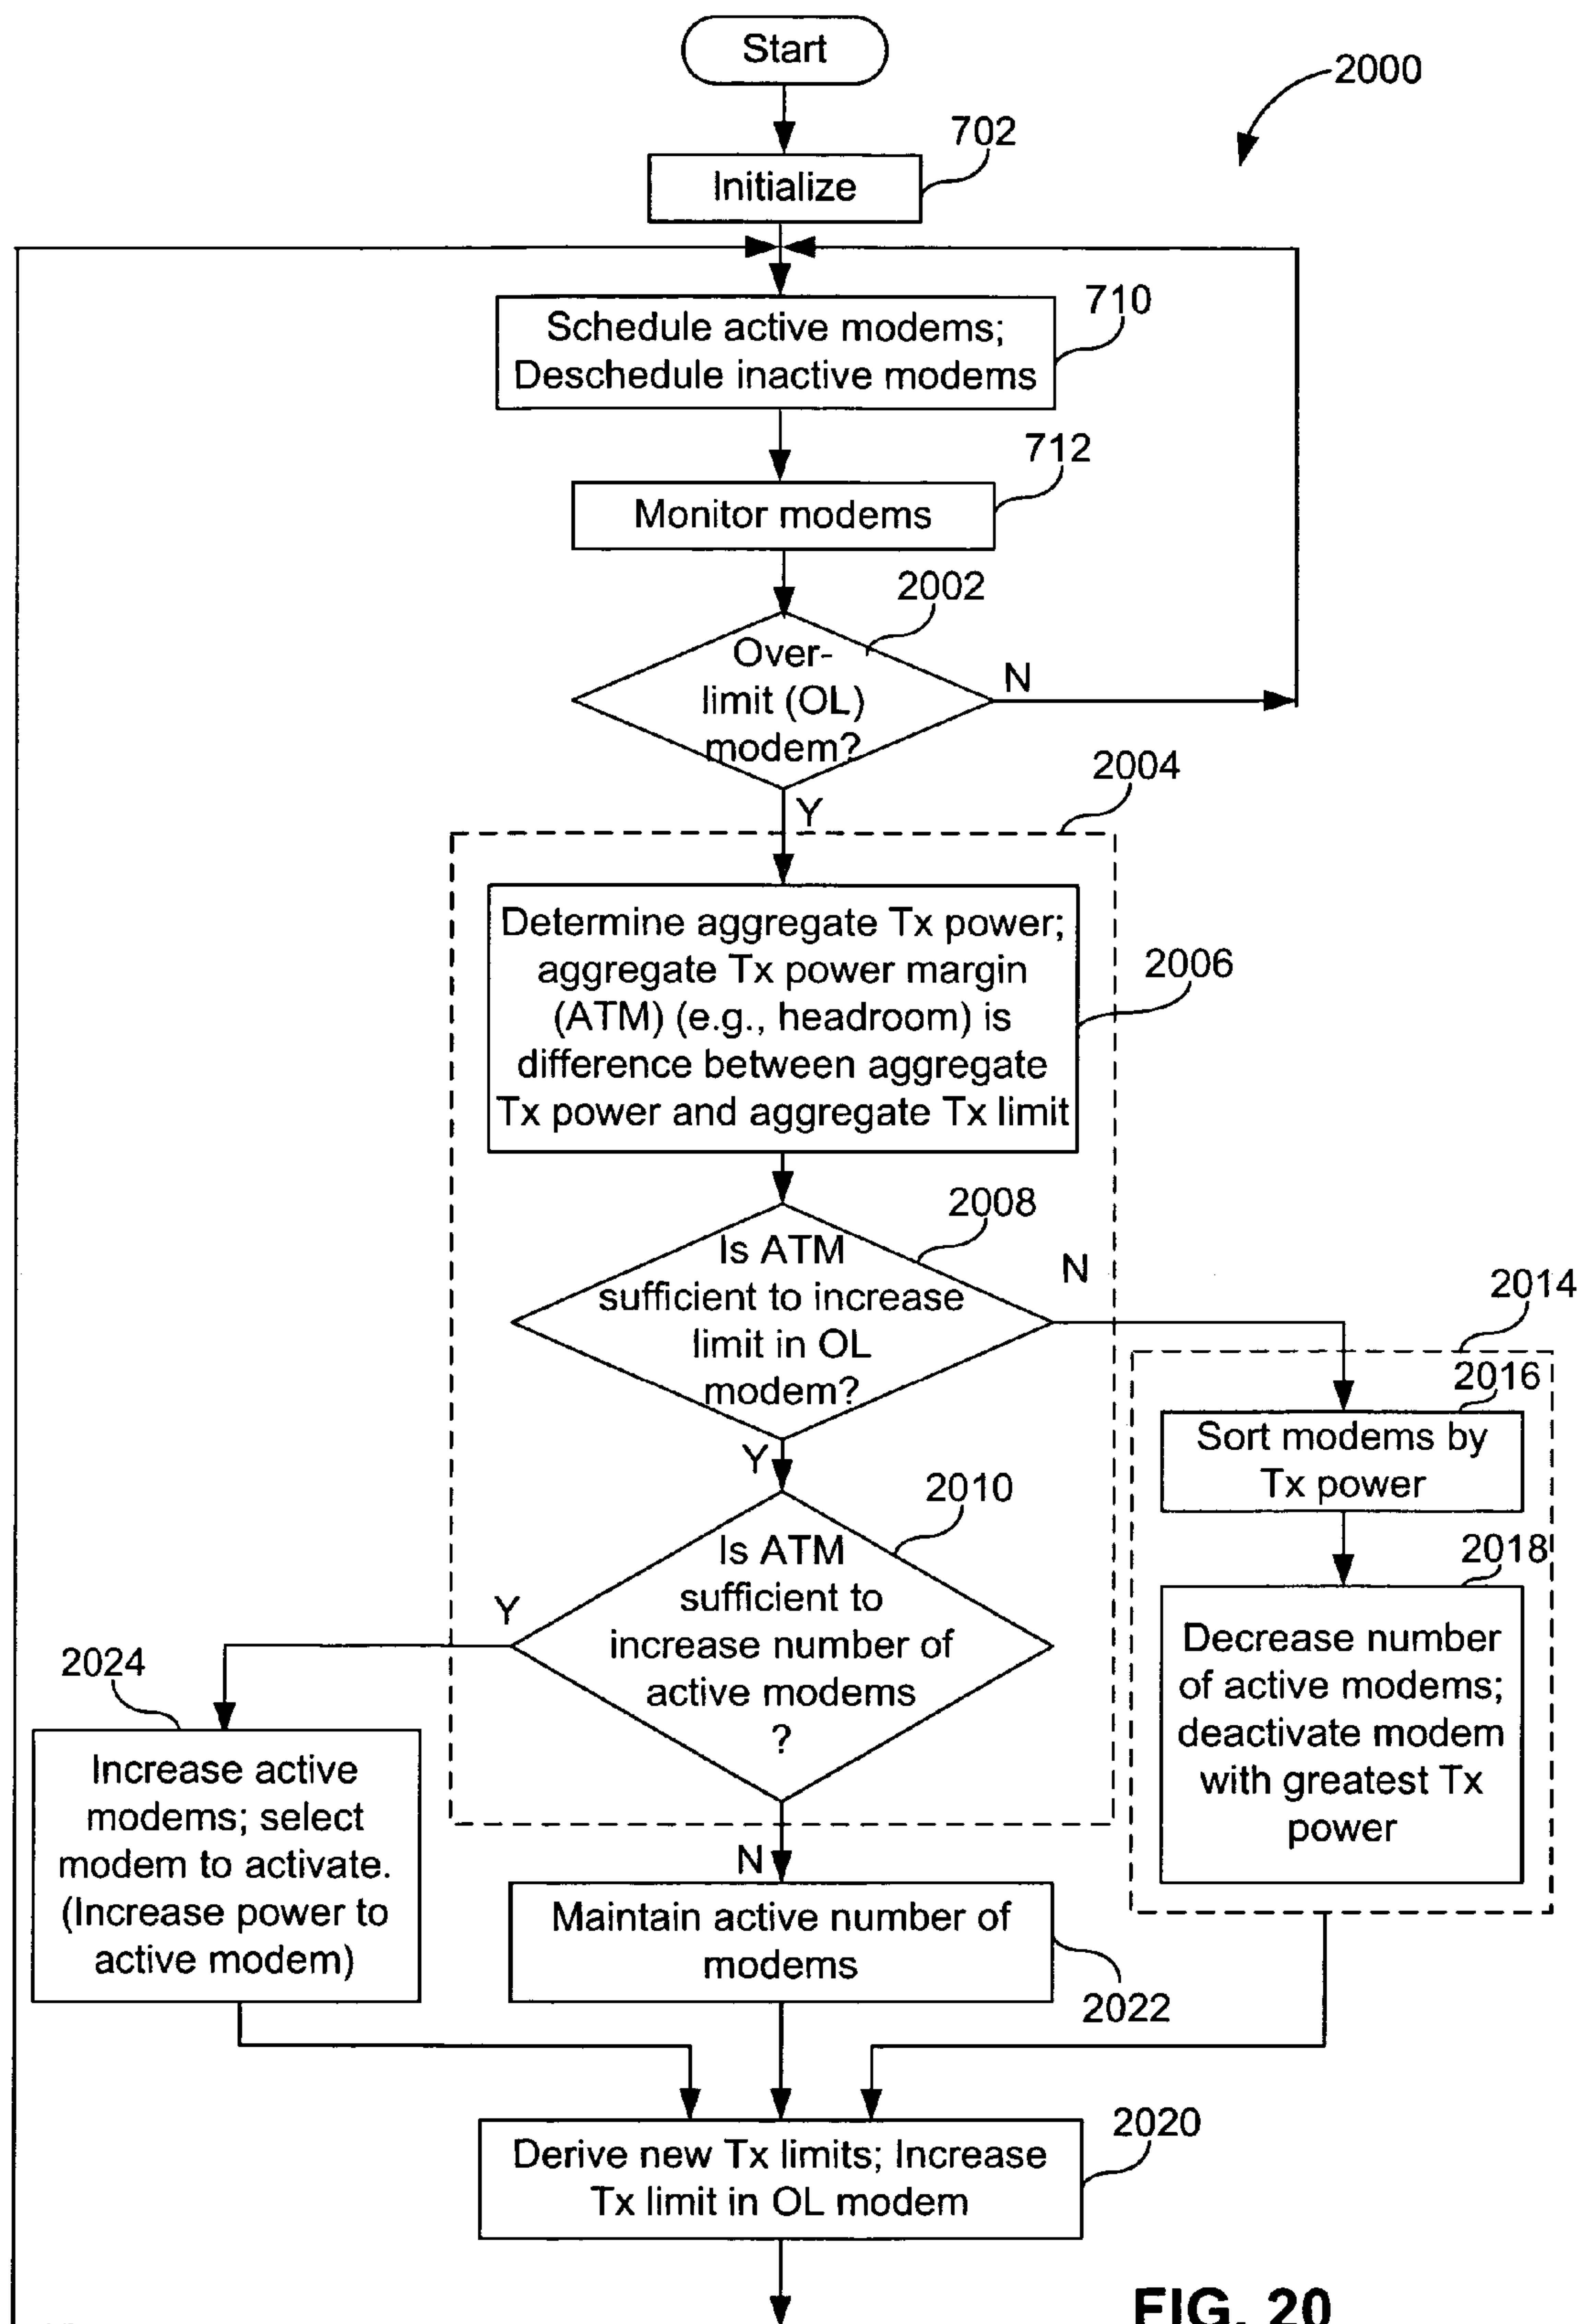 Start
2000
702
Initialize
710
Schedule active modems;
Deschedule inactive modems
712
Monitor modems
2002
Over-
limit (OL)
modem?
N
2004
Y
Determine aggregate Tx power;
aggregate Tx power margin
(ATM) (e.g., headroom) is
difference between aggregate
Tx power and aggregate Tx limit
2006
2008
Is ATM
sufficient to increase
limit in OL
modem?
N
2014
2016
Sort modems by
Tx power
Y
2010
Is ATM
sufficient to
increase number of
active modems
?
Y
2018
Decrease number
of active modems;
deactivate modem
with greatest Tx
power
2024
Increase active
modems; select
modem to activate.
(Increase power to
active modem)
N
Maintain active number of
modems
2022
2020
Derive new Tx limits; Increase
Tx limit in OL modem
FIG. 20